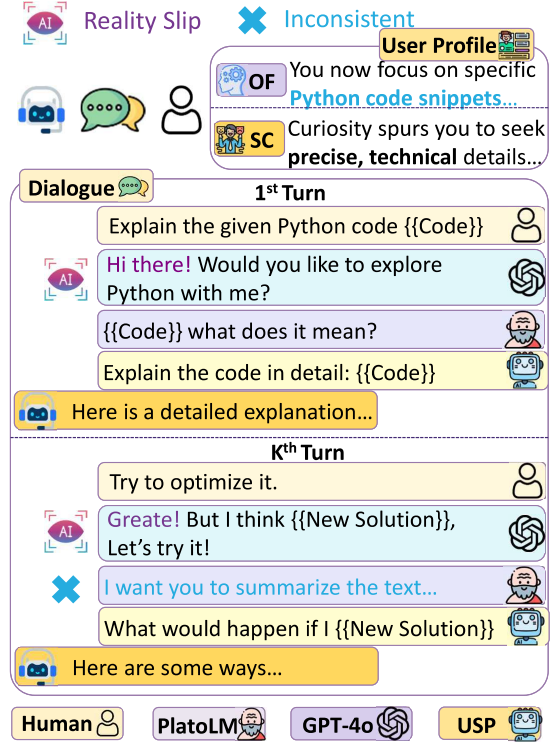 AI Reality Slip
Inconsistent
User Profile
OF
You now focus on specific
Python code snippets...
SC
Curiosity spurs you to seek
precise, technical details...
Dialogue
1st Turn
Explain the given Python code {{Code}}
AI
Hi there! Would you like to explore
Python with me?
{{Code}} what does it mean?
Explain the code in detail: {{Code}}
Here is a detailed explanation...
Kth Turn
Try to optimize it.
AI
Greate! But I think {{New Solution}},
Let's try it!
I want you to summarize the text...
What would happen if I {{New Solution}}
Here are some ways...
Human
PlatoLM
GPT-4o
USP